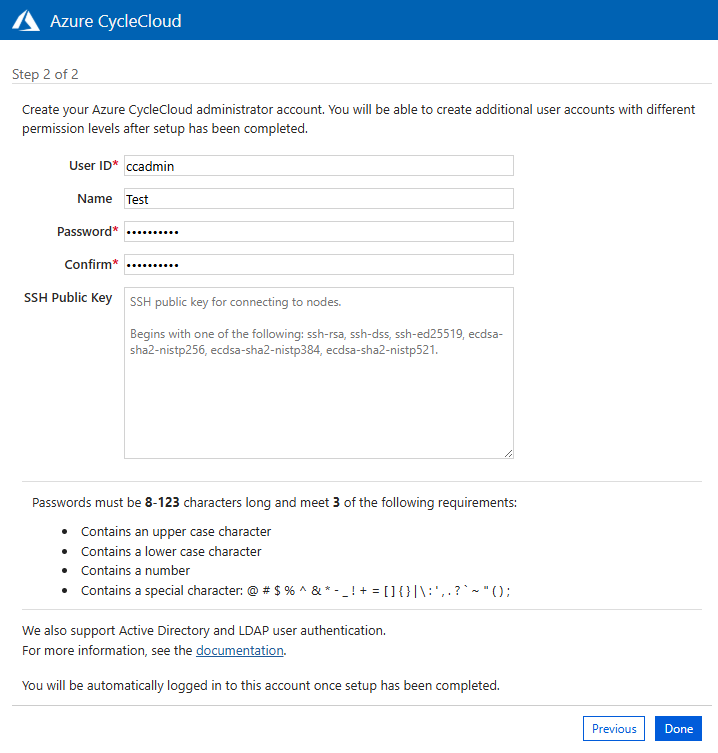 Azure CycleCloud
Step 2 of 2
Create your Azure CycleCloud administrator account. You will be able to create additional user accounts with different
permission levels after setup has been completed.
User ID* ccadmin
Name Test
Password* ••••••••••
Confirm* ••••••••••
SSH Public Key SSH public key for connecting to nodes.
Begins with one of the following: ssh-rsa, ssh-dss, ssh-ed25519, ecdsa-
sha2-nistp256, ecdsa-sha2-nistp384, ecdsa-sha2-nistp521.
Passwords must be 8-123 characters long and meet 3 of the following requirements:
• Contains an upper case character
• Contains a lower case character
• Contains a number
• Contains a special character: @ # $ % ^ & * - _ ! + = [ ] { } | \ : ' , . ? ` ~ " ( ) ;
We also support Active Directory and LDAP user authentication.
For more information, see the documentation.
You will be automatically logged in to this account once setup has been completed.
Previous Done